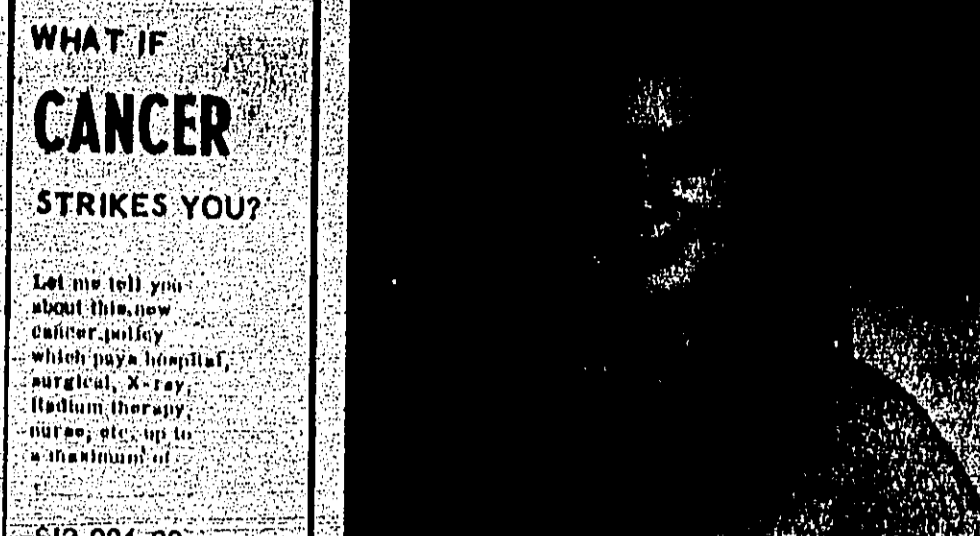 WHAT IF
CANCER
STRIKES YOU?
Let me tell you
about this new
cancer policy
which pays hospital,
surgical, X-ray,
Radium therapy,
nurse, etc, up to
a maximum of